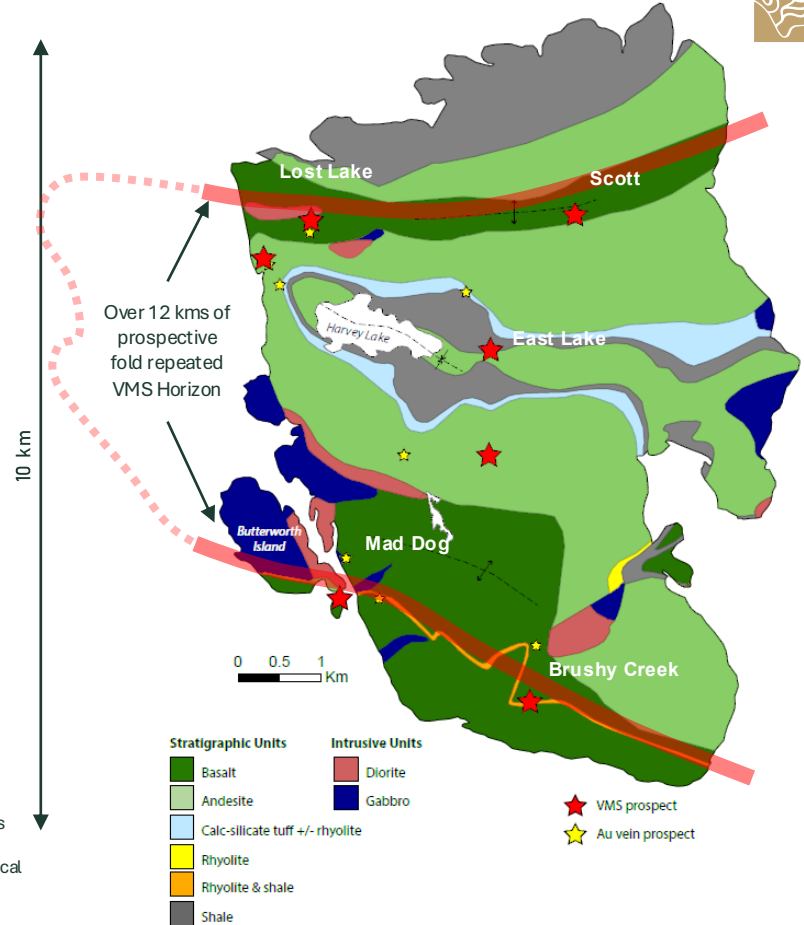 Lost Lake
Scott
Over 12 kms of
prospective
fold repeated
VMS Horizon
Harvey Lake
East Lake
10 km
Butterworth
Island
Mad Dog
0 0.5 1
Km
Brushy Creek
Stratigraphic Units
Basalt
Andesite
Calc-silicate tuff +/- rhyolite
Rhyolite
Rhyolite & shale
Shale
Intrusive Units
Diorite
Gabbro
VMS prospect
Au vein prospect
s
cal